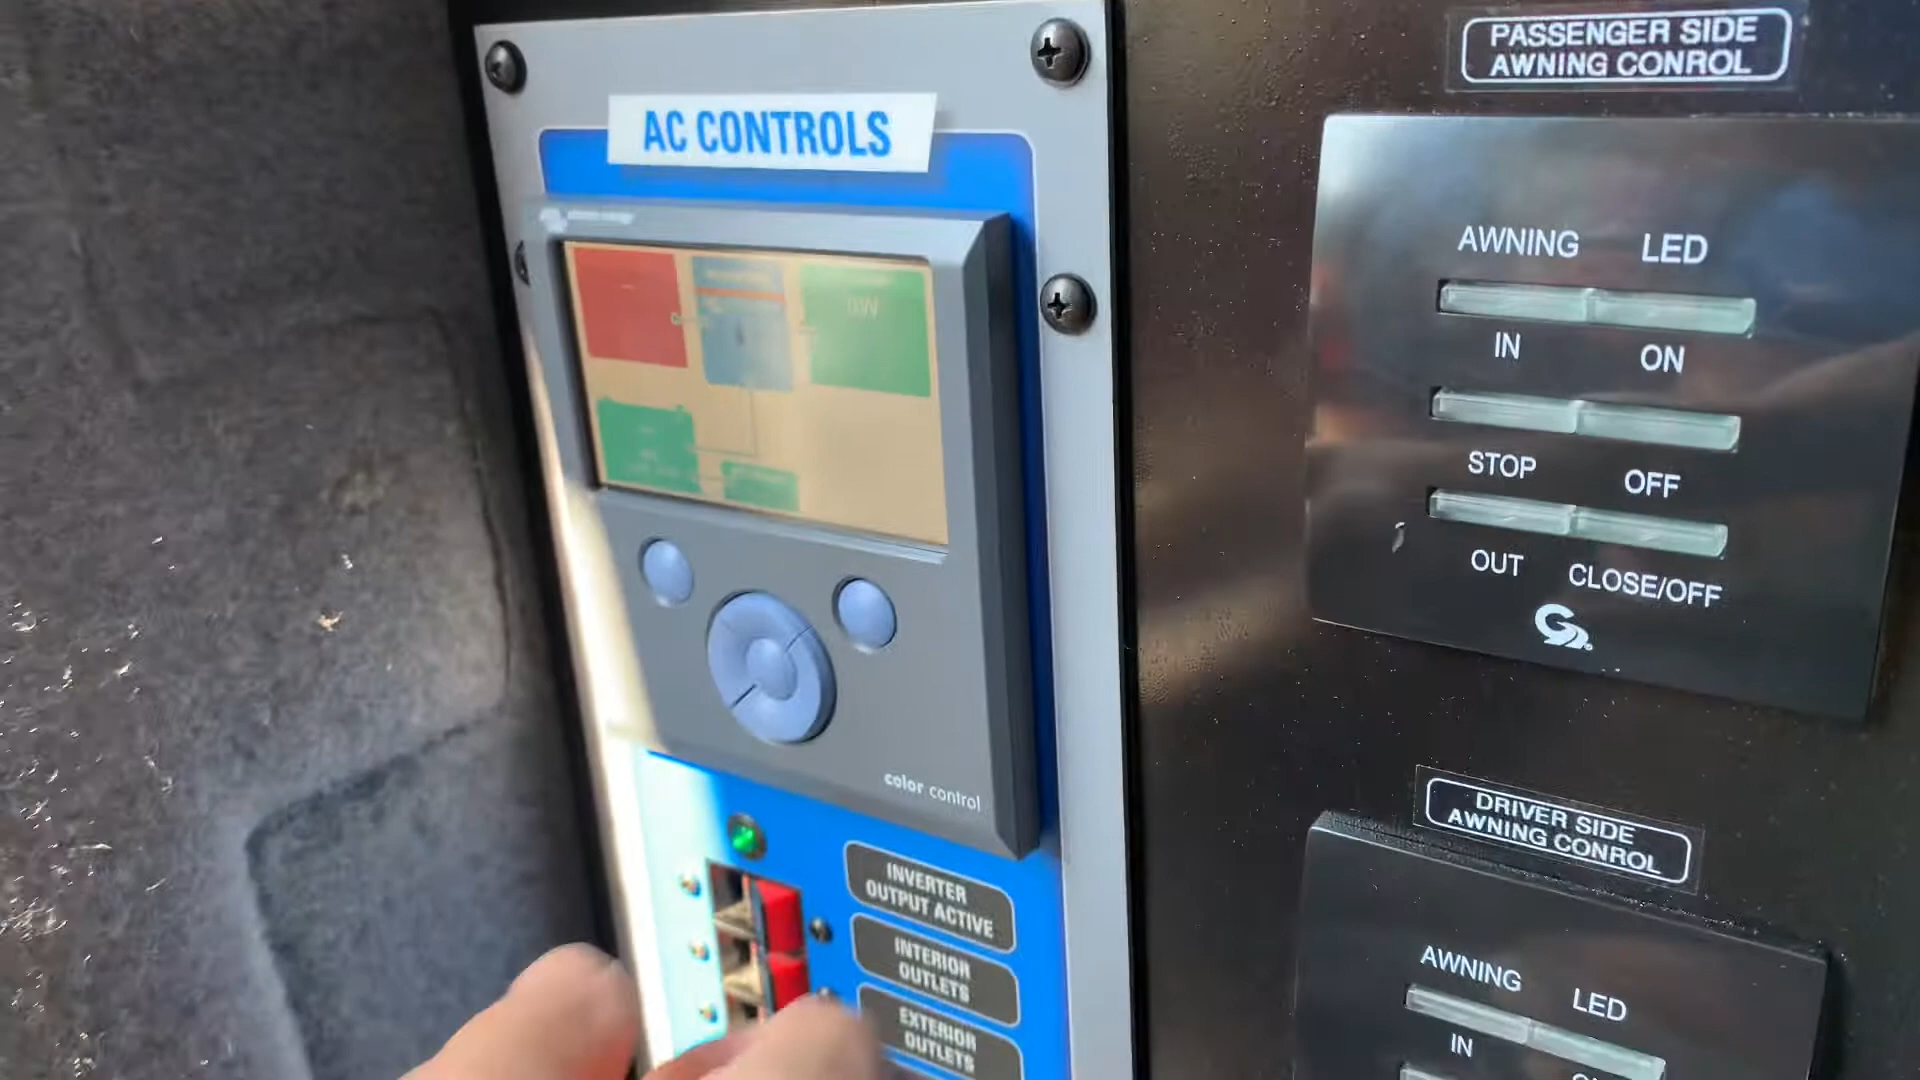 AC CONTROLS
color control
INVERTER
OUTPUT ACTIVE
INTERIOR
OUTLETS
EXTERIOR
OUTLETS
PASSENGER SIDE
AWNING CONROL
AWNING LED
IN ON
STOP OFF
OUT CLOSE/OFF
DRIVER SIDE
AWNING CONROL
AWNING LED
IN